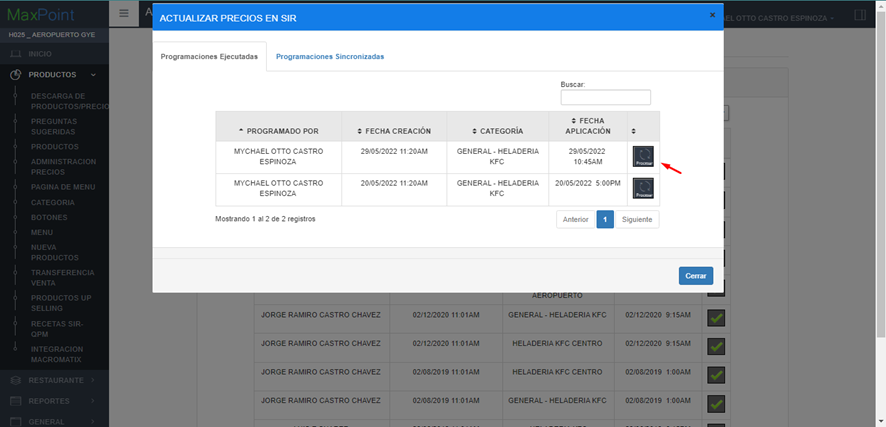 MaxPoint
H025 _ AEROPUERTO GYE
INICIO
PRODUCTOS
DESCARGA DE
PRODUCTOS/PRECIO
PREGUNTAS
SUGERIDAS
PRODUCTOS
ADMINISTRACION
PRECIOS
PAGINA DE MENU
CATEGORIA
BOTONES
MENU
NUEVA
PRODUCTOS
TRANSFERENCIA
VENTA
PRODUCTOS UP
SELLING
RECETAS SIR-
QPM
INTEGRACION
MACROMATIX
RESTAURANTE
REPORTES
GENERAL
A
EL OTTO CASTRO ESPINOZA
ACTUALIZAR PRECIOS EN SIR ×
Programaciones Ejecutadas Programaciones Sincronizadas
Buscar:
PROGRAMADO POR FECHA CREACIÓN CATEGORÍA FECHA
APLICACIÓN
MYCHAEL OTTO CASTRO 29/05/2022 11:20AM GENERAL - HELADERIA 29/05/2022 Procesar
ESPINOZA KFC 10:45AM
MYCHAEL OTTO CASTRO 20/05/2022 11:20AM GENERAL - HELADERIA 20/05/2022 5:00PM Procesar
ESPINOZA KFC
Mostrando 1 al 2 de 2 registros Anterior 1 Siguiente
Cerrar
AEROPUERTO
JORGE RAMIRO CASTRO CHAVEZ 02/12/2020 11:01AM GENERAL - HELADERIA KFC 02/12/2020 9:15AM
JORGE RAMIRO CASTRO CHAVEZ 02/12/2020 11:01AM HELADERIA KFC CENTRO 02/12/2020 9:15AM
JORGE RAMIRO CASTRO CHAVEZ 02/08/2019 11:01AM HELADERIA KFC CENTRO 02/08/2019 1:00AM
JORGE RAMIRO CASTRO CHAVEZ 02/08/2019 11:01AM GENERAL - HELADERIA KFC 02/08/2019 1:00AM